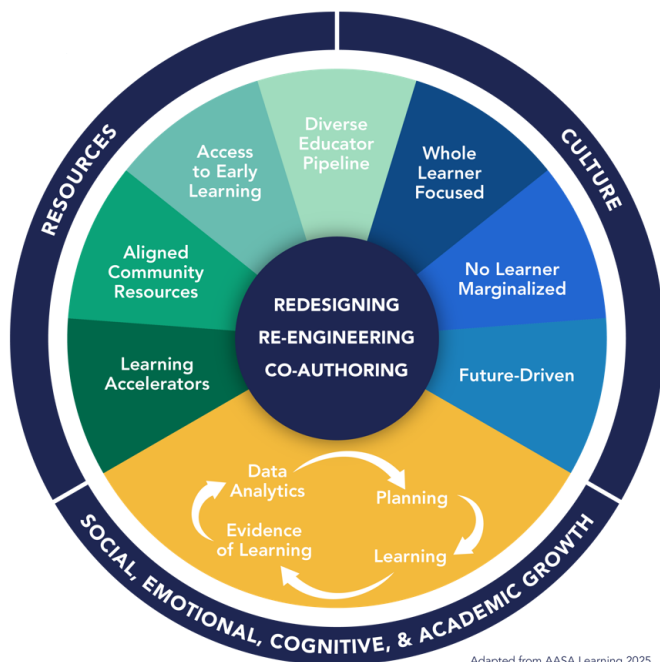 RESOURCES
CULTURE
Diverse
Educator
Pipeline
Access
to Early
Learning
Whole
Learner
Focused
Aligned
Community
Resources
No Learner
Marginalized
Learning
Accelerators
Future-Driven
REDESIGNING
RE-ENGINEERING
CO-AUTHORING
Data
Analytics
Planning
Evidence
of Learning
Learning
SOCIAL, EMOTIONAL, COGNITIVE, & ACADEMIC GROWTH
Adapted from AASA Learning 2025